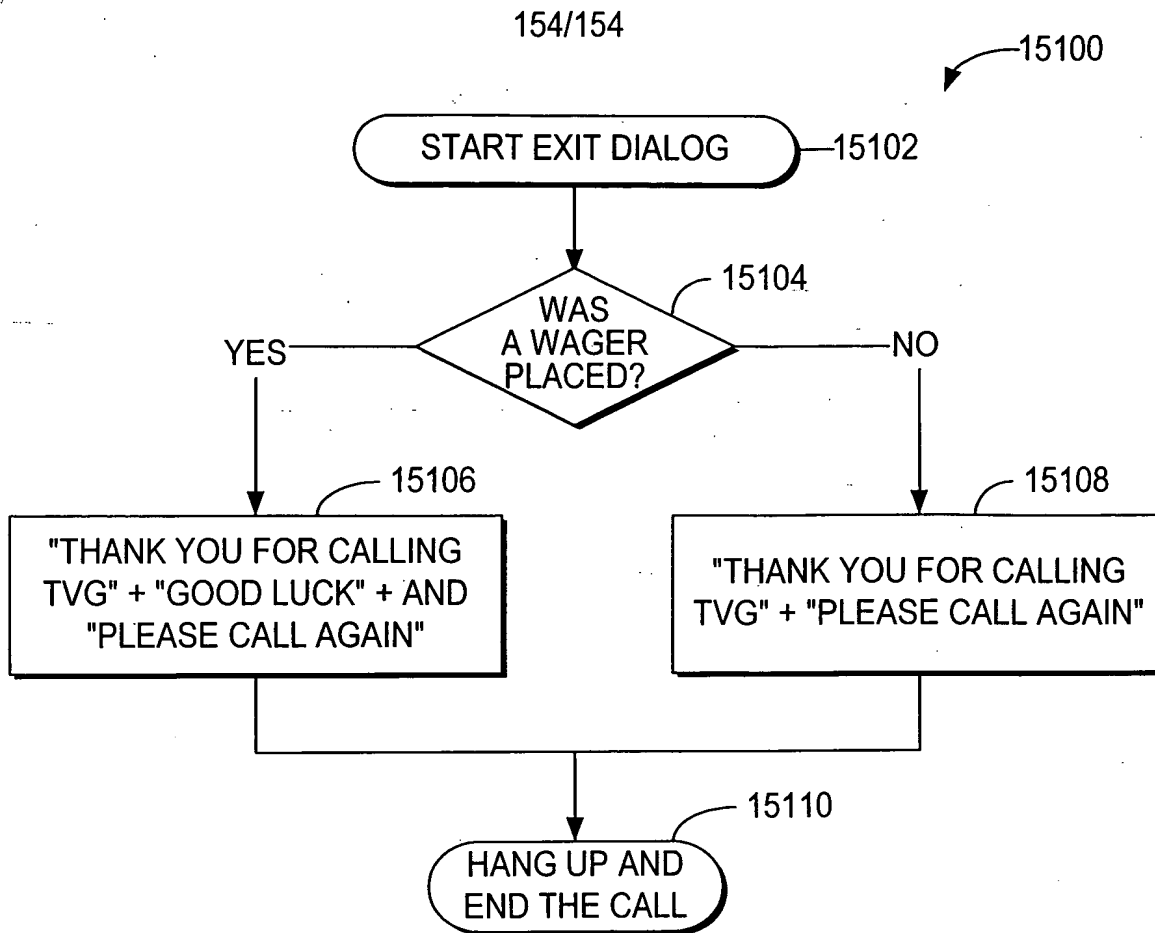 154/154
15100
START EXIT DIALOG
15102
15104
WAS
A WAGER
PLACED?
YES
NO
15106
15108
"THANK YOU FOR CALLING
TVG" + "GOOD LUCK" + AND
"PLEASE CALL AGAIN"
"THANK YOU FOR CALLING
TVG" + "PLEASE CALL AGAIN"
15110
HANG UP AND
END THE CALL